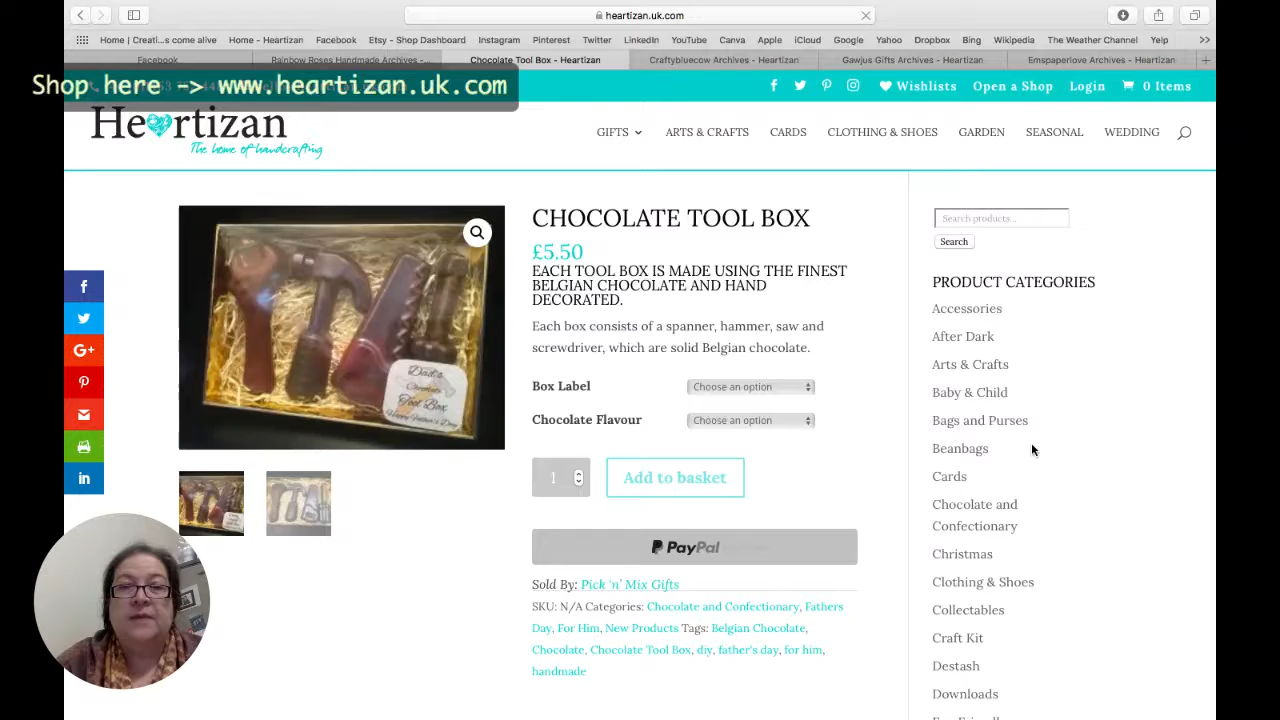 heartizan.uk.com
Home | Creati...s come alive Home - Heartizan Facebook Etsy - Shop Dashboard Instagram Pinterest Twitter LinkedIn YouTube Canva Apple iCloud Google Yahoo Dropbox Bing Wikipedia The Weather Channel Yelp >>
Facebook Rainbow Roses Handmade Archives -... Chocolate Tool Box - Heartizan Craftybluecow Archives - Heartizan Gawjus Gifts Archives - Heartizan Emspaperlove Archives - Heartizan
Shop here -> www.heartizan.uk.com
Wishlists Open a Shop Login 0 Items
Heartizan
The home of handcrafting
GIFTS ARTS & CRAFTS CARDS CLOTHING & SHOES GARDEN SEASONAL WEDDING
CHOCOLATE TOOL BOX
£5.50
EACH TOOL BOX IS MADE USING THE FINEST
BELGIAN CHOCOLATE AND HAND
DECORATED.
Each box consists of a spanner, hammer, saw and
screwdriver, which are solid Belgian chocolate.
Box Label Choose an option
Chocolate Flavour Choose an option
1 Add to basket
PayPal
Sold By: Pick 'n' Mix Gifts
SKU: N/A Categories: Chocolate and Confectionary, Fathers
Day, For Him, New Products Tags: Belgian Chocolate,
Chocolate, Chocolate Tool Box, diy, father's day, for him,
handmade
Dad's
Chocolate
Tool Box
Happy Father's Day
f
G+
in
Search products...
Search
PRODUCT CATEGORIES
Accessories
After Dark
Arts & Crafts
Baby & Child
Bags and Purses
Beanbags
Cards
Chocolate and
Confectionary
Christmas
Clothing & Shoes
Collectables
Craft Kit
Destash
Downloads